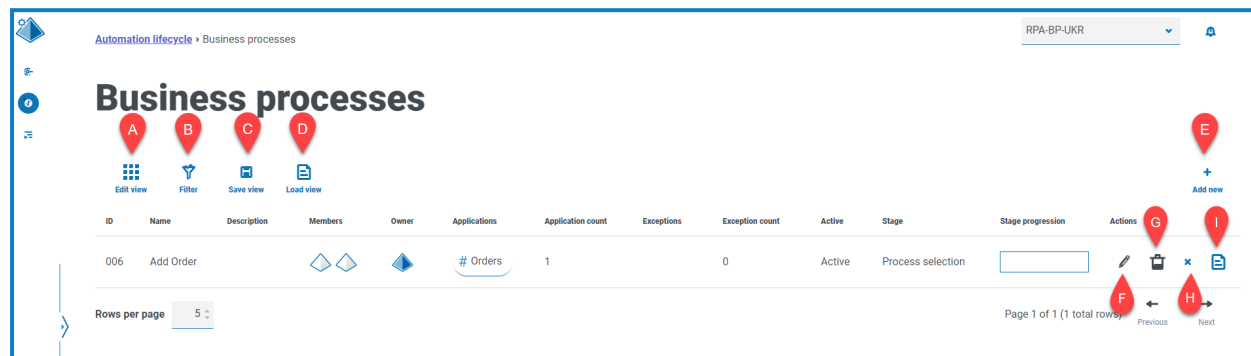 RPA-BP-UKR
Automation lifecycle › Business processes
Business processes
A B C D E
Edit view Filter Save view Load view Add new
ID Name Description Members Owner Applications Application count Exceptions Exception count Active Stage Stage progression Actions
G I
006 Add Order # Orders 1 0 Active Process selection
F H
Rows per page 5 Page 1 of 1 (1 total rows)
Previous Next